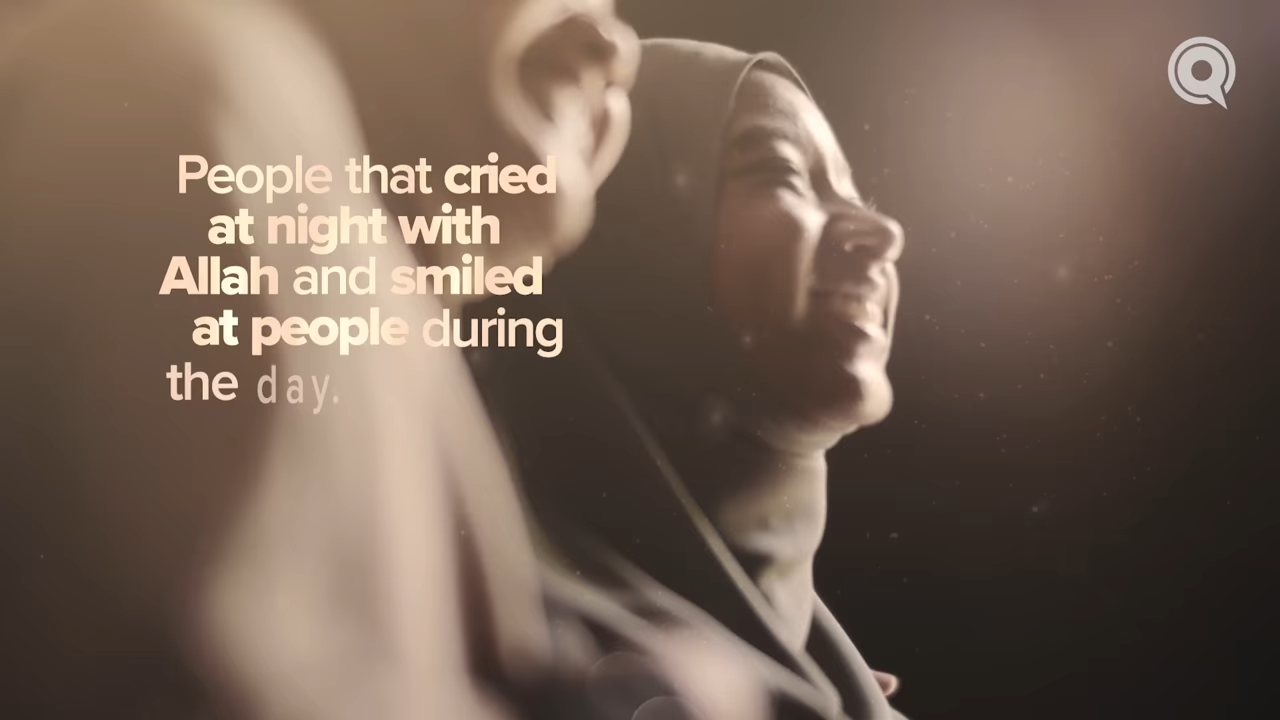 People that cried
at night with
Allah and smiled
at people during
the day.